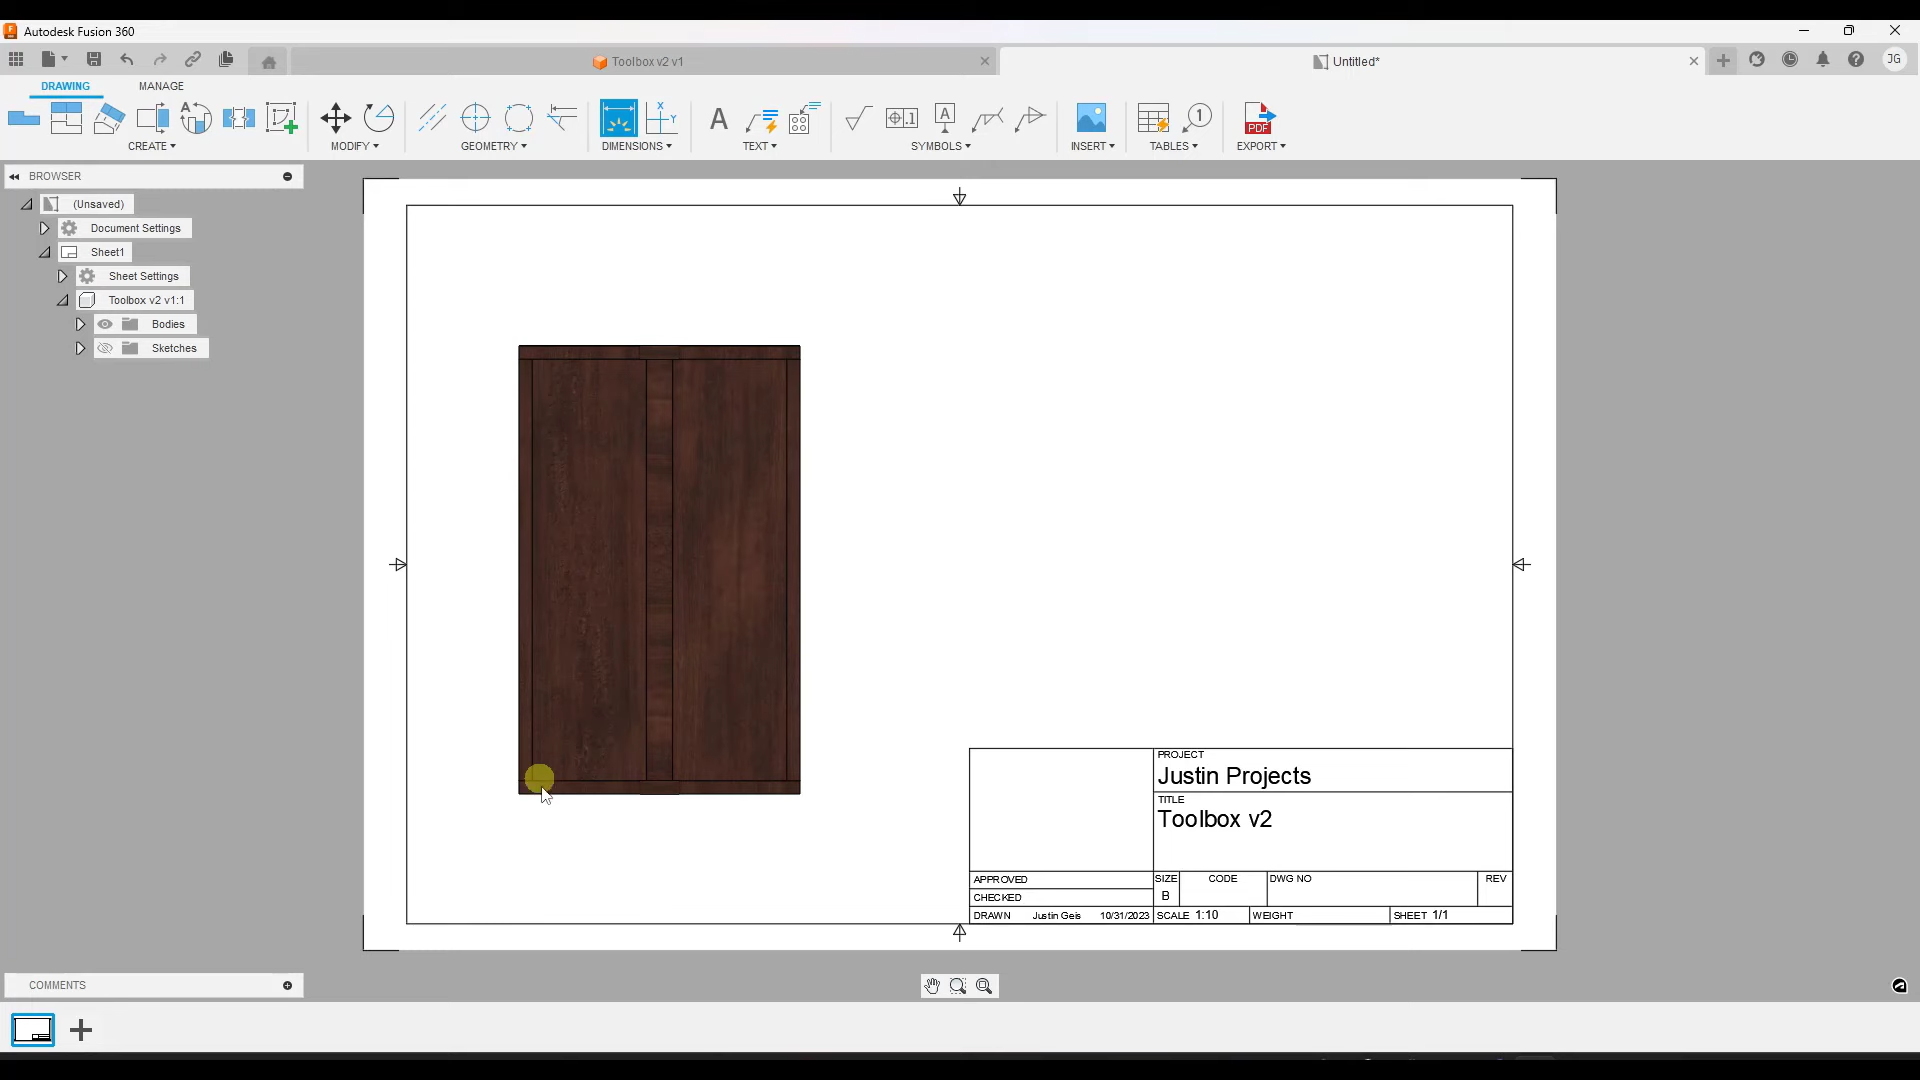 Autodesk Fusion 360
Toolbox v2 v1
Untitled*
JG
DRAWING
MANAGE
CREATE
MODIFY
GEOMETRY
DIMENSIONS
TEXT
SYMBOLS
INSERT
TABLES
EXPORT
BROWSER
(Unsaved)
Document Settings
Sheet1
Sheet Settings
Toolbox v2 v1:1
Bodies
Sketches
PROJECT
Justin Projects
TITLE
Toolbox v2
APPROVED
CHECKED
DRAWN Justin Geis 10/31/2023
SIZE
B
CODE
DWG NO
REV
SCALE 1:10
WEIGHT
SHEET 1/1
COMMENTS